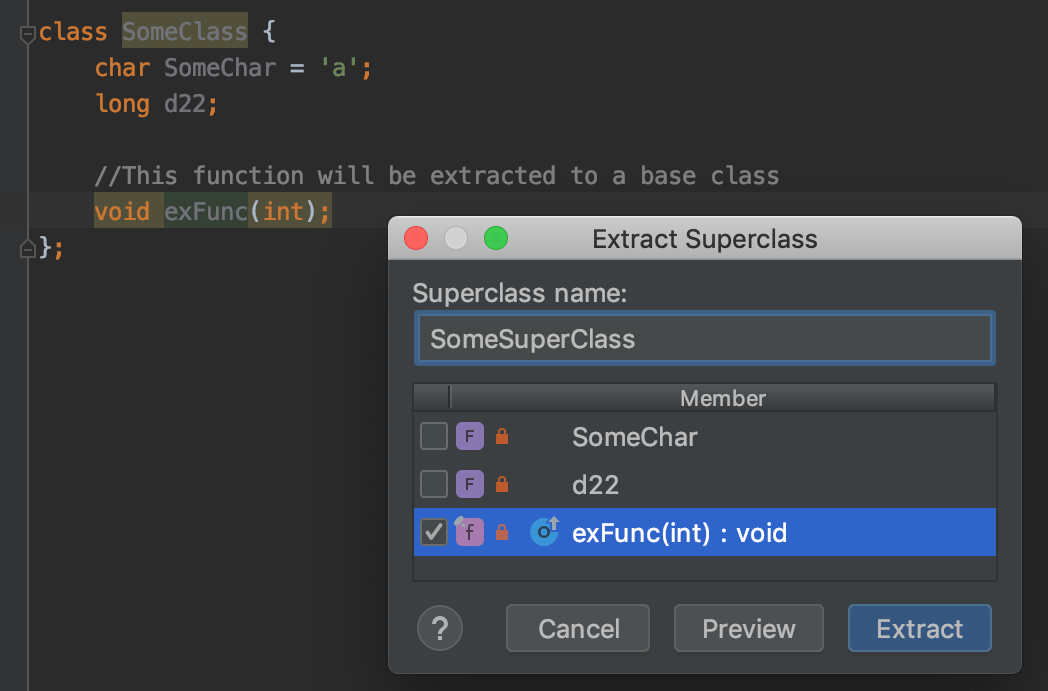 class SomeClass {
char SomeChar = 'a';
long d22;
//This function will be extracted to a base class
void exFunc(int);
};
Extract Superclass
Superclass name:
SomeSuperClass
Member
F SomeChar
F d22
f O exFunc(int) : void
? Cancel Preview Extract